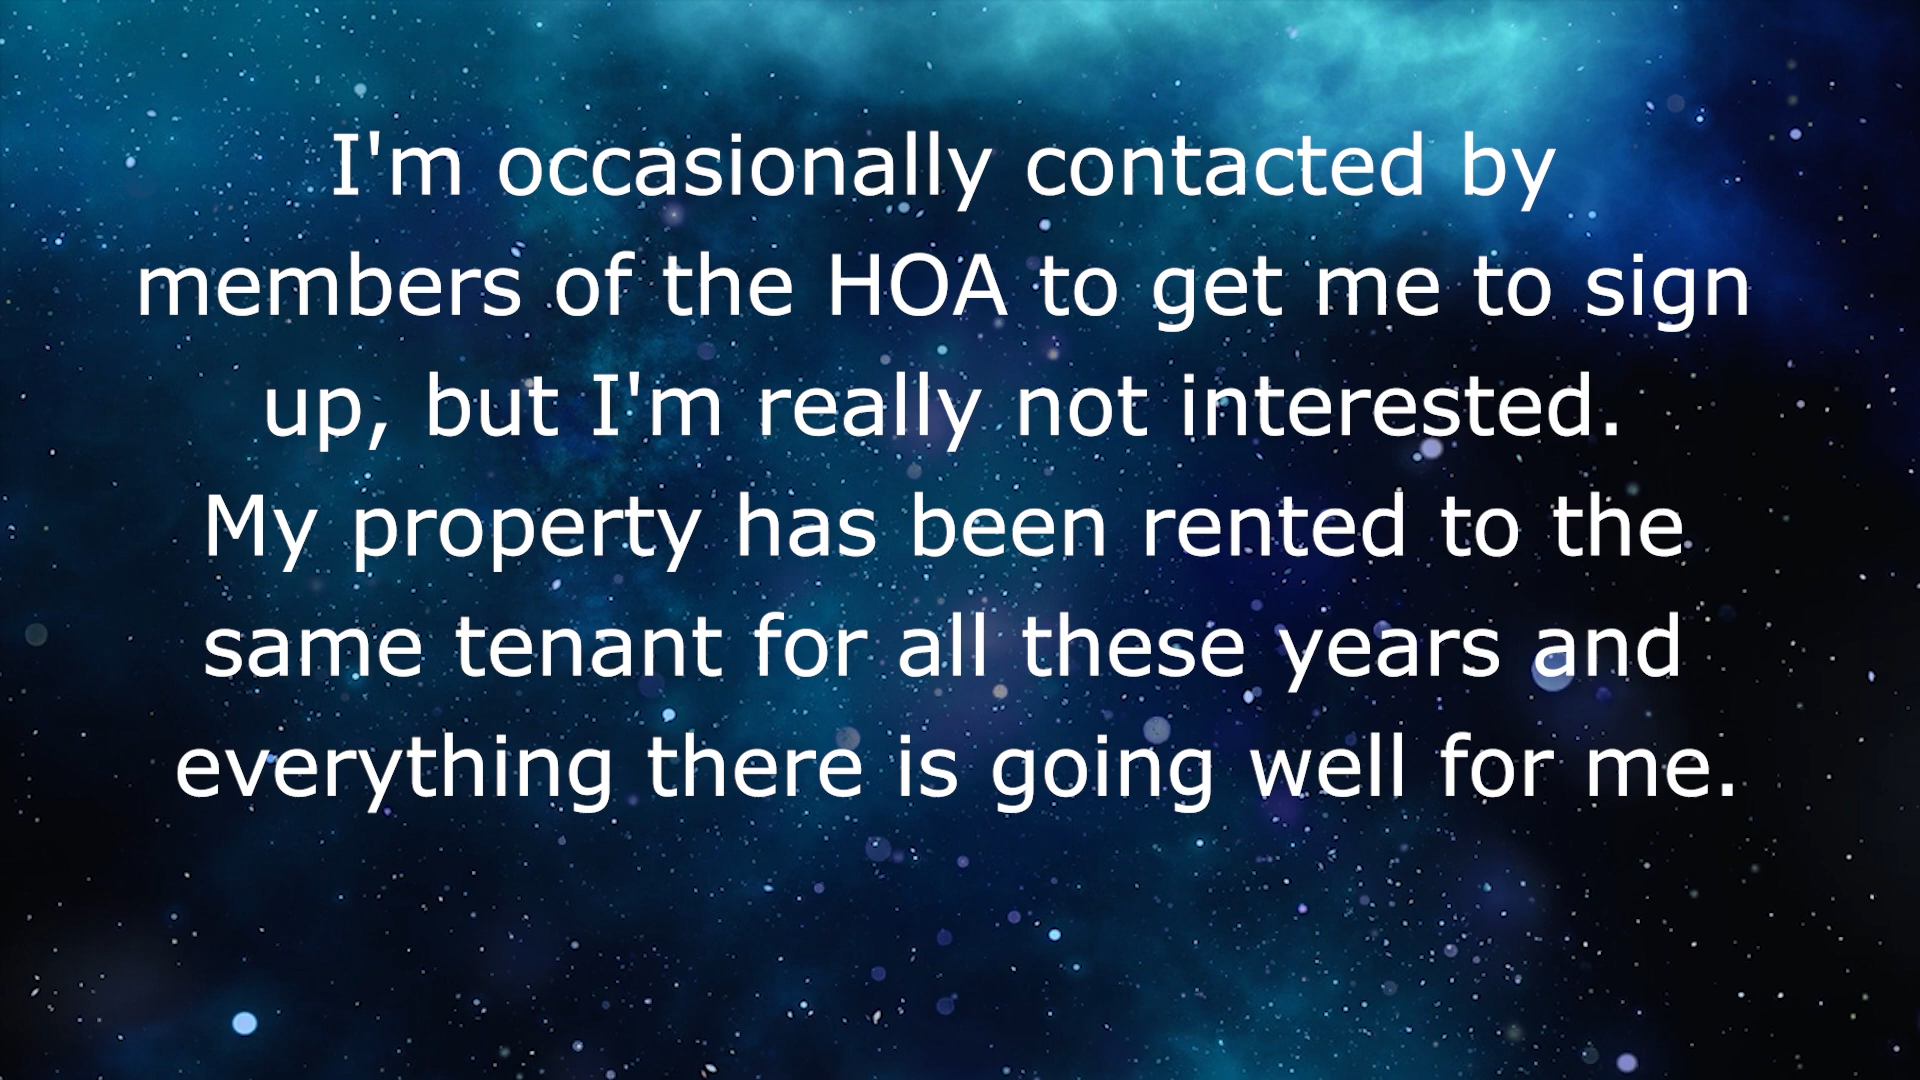 I'm occasionally contacted by
members of the HOA to get me to sign
up, but I'm really not interested.
My property has been rented to the
same tenant for all these years and
everything there is going well for me.